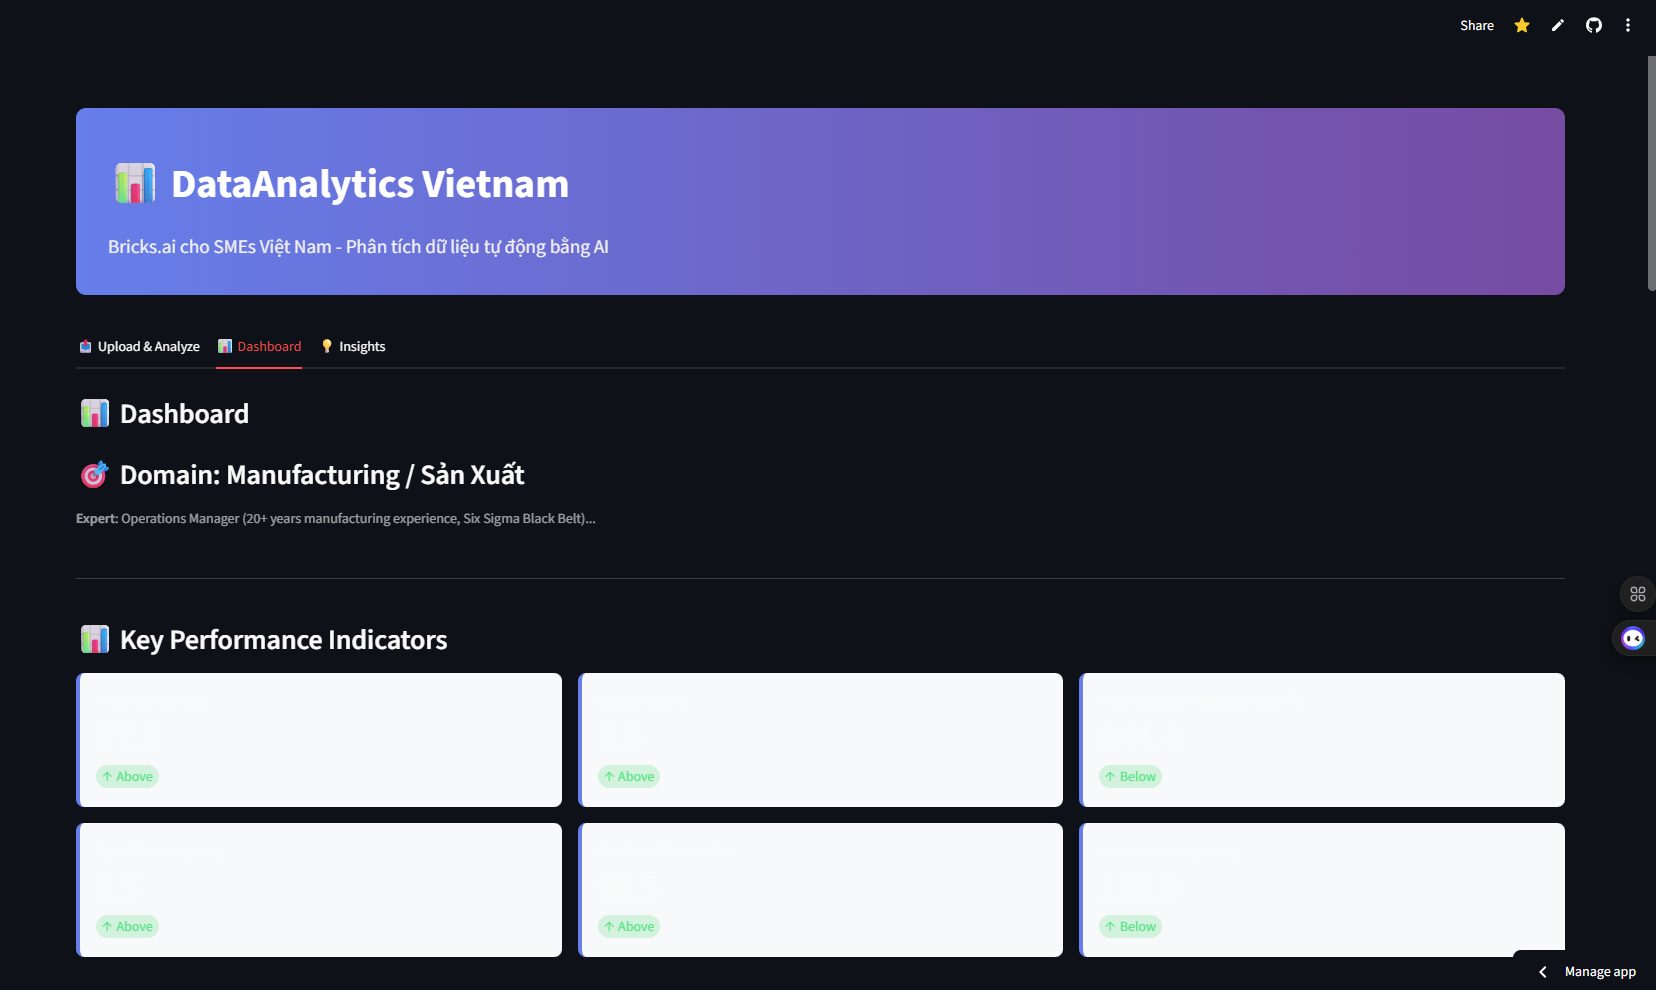 Share
DataAnalytics Vietnam
Bricks.ai cho SMEs Việt Nam - Phân tích dữ liệu tự động bằng AI
Upload & Analyze
Dashboard
Insights
Dashboard
Domain: Manufacturing / Sản Xuất
Expert: Operations Manager (20+ years manufacturing experience, Six Sigma Black Belt)...
Key Performance Indicators
↑ Above
↑ Above
↑ Below
↑ Above
↑ Above
↑ Below
Manage app